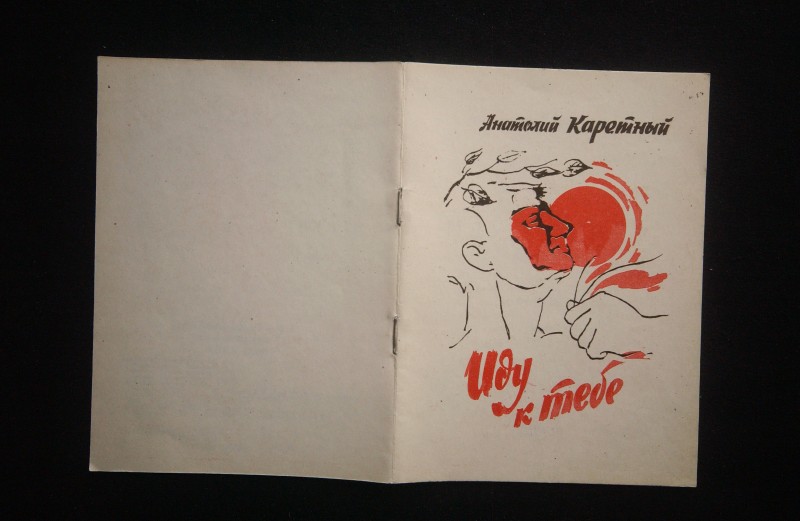 Анатолий Каретный
Иду
к тебе